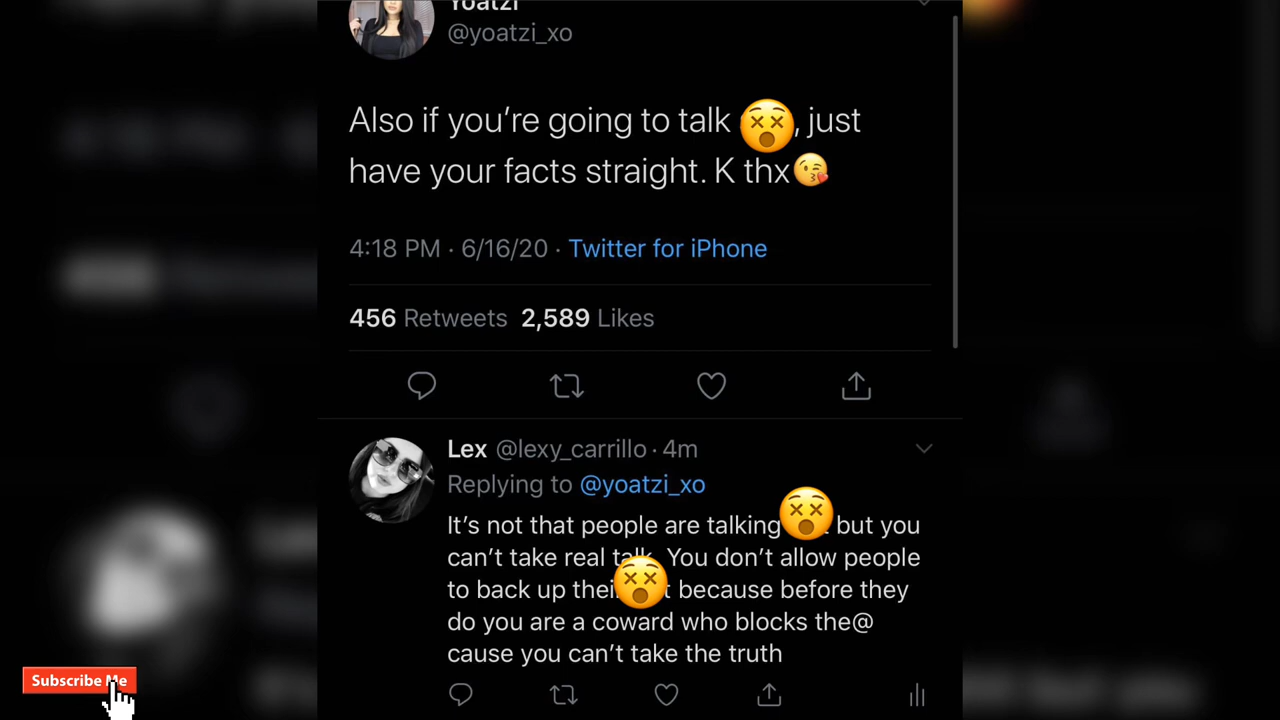 Yoatzi
@yoatzi_xo
Also if you're going to talk 😵, just
have your facts straight. K thx😘
4:18 PM · 6/16/20 · Twitter for iPhone
456 Retweets 2,589 Likes
Lex @lexy_carrillo · 4m
Replying to @yoatzi_xo
It's not that people are talking 😵 but you
can't take real talk. You don't allow people
to back up their 😵 because before they
do you are a coward who blocks the@
cause you can't take the truth
Subscribe Me